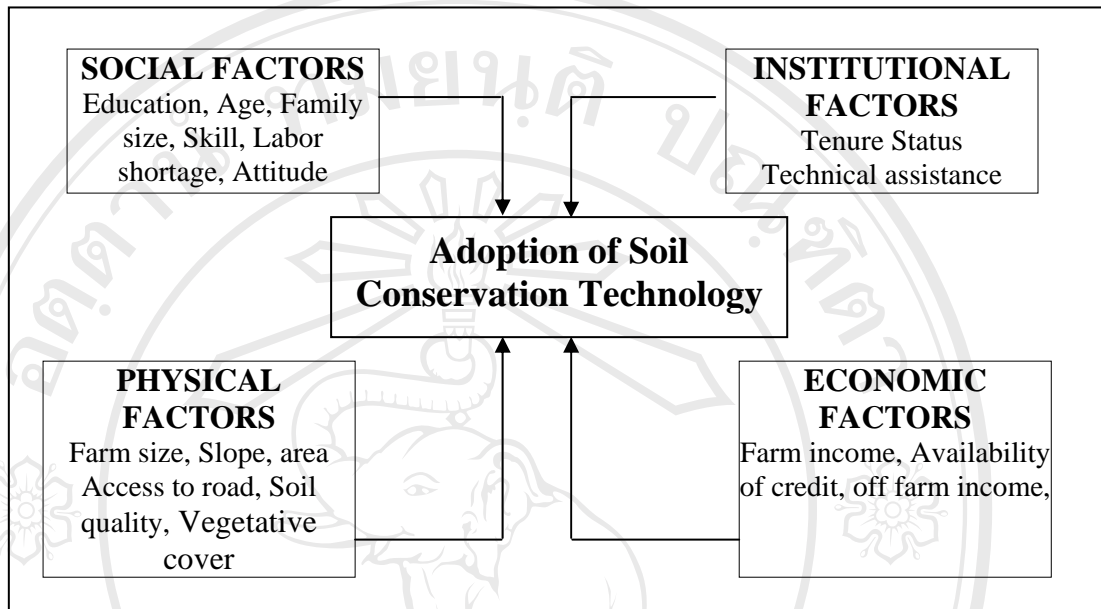 SOCIAL FACTORS
Education, Age, Family
size, Skill, Labor
shortage, Attitude
INSTITUTIONAL
FACTORS
Tenure Status
Technical assistance
Adoption of Soil
Conservation Technology
PHYSICAL
FACTORS
Farm size, Slope, area
Access to road, Soil
quality, Vegetative
cover
ECONOMIC
FACTORS
Farm income, Availability
of credit, off farm income,